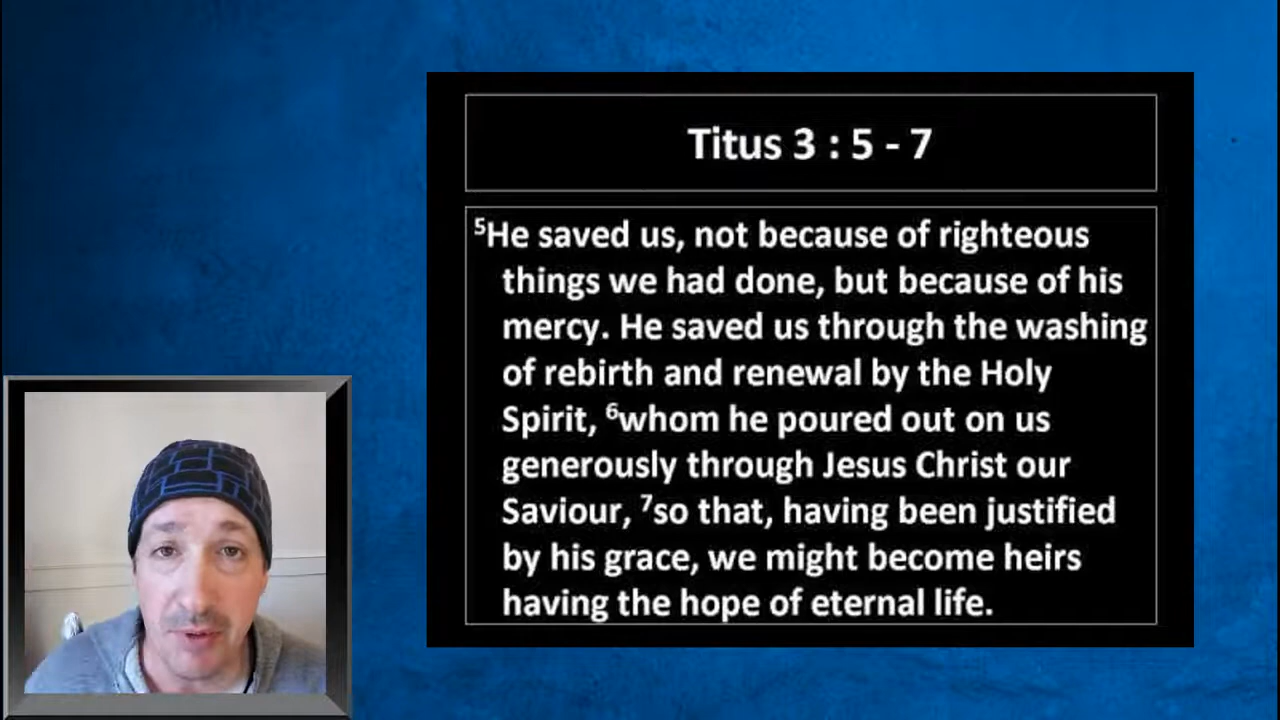 Titus 3 : 5 - 7
⁵He saved us, not because of righteous
things we had done, but because of his
mercy. He saved us through the washing
of rebirth and renewal by the Holy
Spirit, ⁶whom he poured out on us
generously through Jesus Christ our
Saviour, ⁷so that, having been justified
by his grace, we might become heirs
having the hope of eternal life.